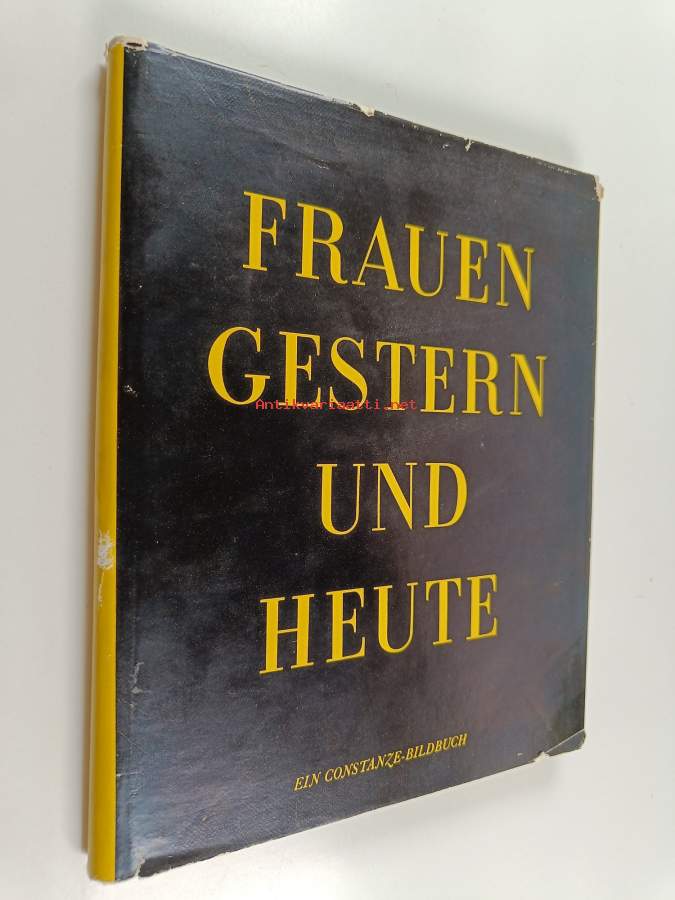 FRAUEN
GESTERN
Antikvariaatti.net
UND
HEUTE
EIN CONSTANZE-BILDBUCH